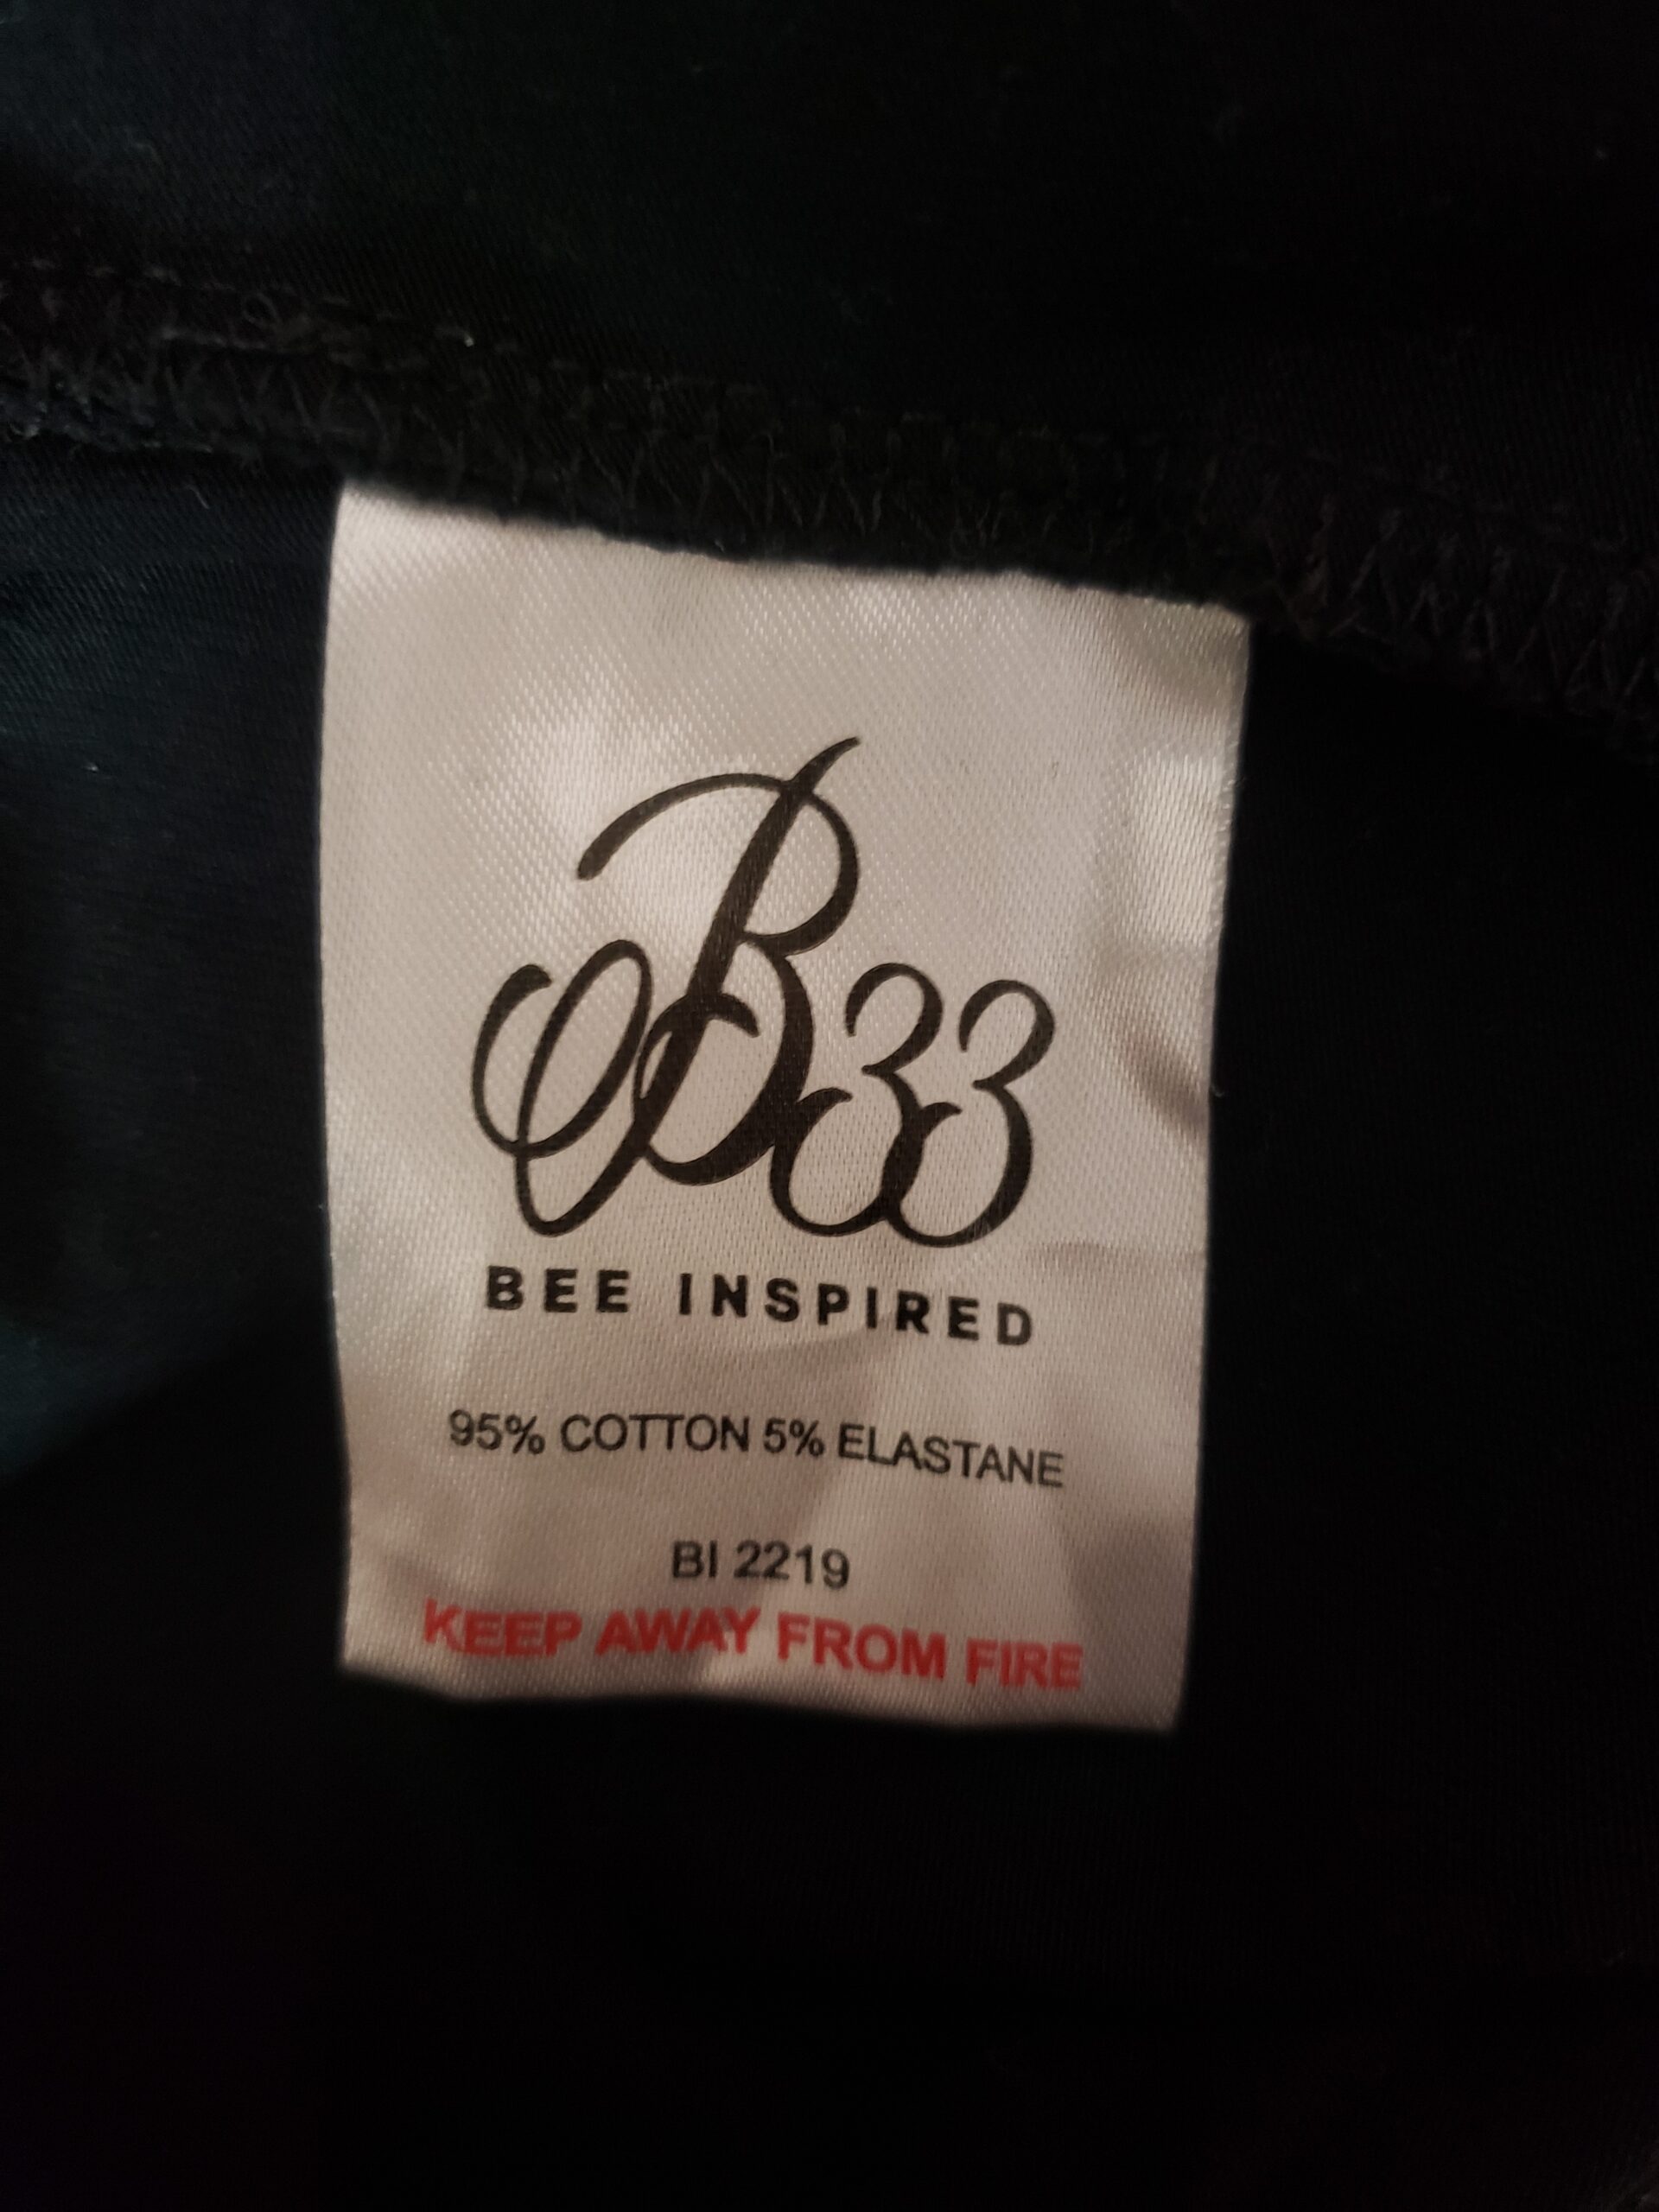 B33
BEE INSPIRED
95% COTTON 5% ELASTANE
BI 2219
KEEP AWAY FROM FIRE